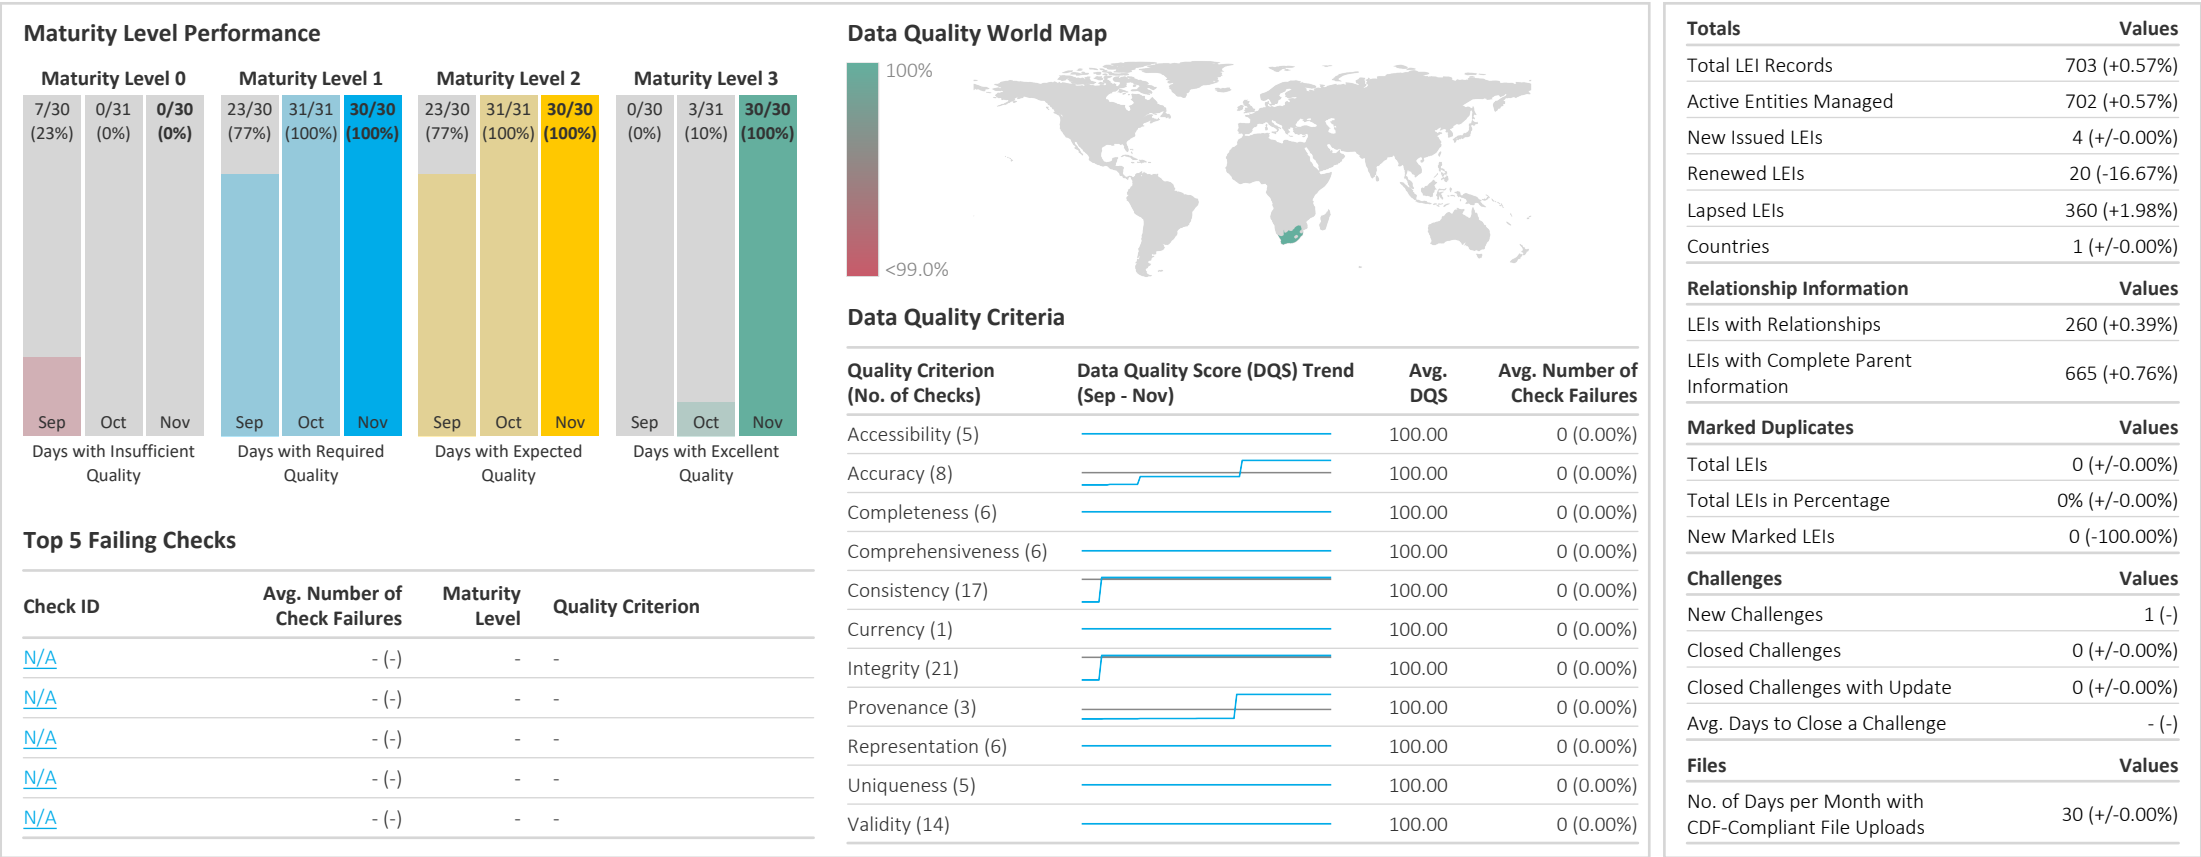 Maturity Level Performance
Maturity Level 0
Maturity Level 1
Maturity Level 2
Maturity Level 3
7/30 0/31 0/30
(23%) (0%) (0%)
23/30 31/31 30/30
(77%) (100%) (100%)
23/30 31/31 30/30
(77%) (100%) (100%)
0/30 3/31 30/30
(0%) (10%) (100%)
Sep Oct Nov
Sep Oct Nov
Sep Oct Nov
Sep Oct Nov
Days with Insufficient
Quality
Days with Required
Quality
Days with Expected
Quality
Days with Excellent
Quality
Top 5 Failing Checks
Check ID
Avg. Number of
Check Failures
Maturity
Level
Quality Criterion
N/A - (-) - -
N/A - (-) - -
N/A - (-) - -
N/A - (-) - -
N/A - (-) - -
Data Quality World Map
100%
<99.0%
Data Quality Criteria
Quality Criterion
(No. of Checks)
Data Quality Score (DQS) Trend
(Sep - Nov)
Avg.
DQS
Avg. Number of
Check Failures
Accessibility (5) 100.00 0 (0.00%)
Accuracy (8) 100.00 0 (0.00%)
Completeness (6) 100.00 0 (0.00%)
Comprehensiveness (6) 100.00 0 (0.00%)
Consistency (17) 100.00 0 (0.00%)
Currency (1) 100.00 0 (0.00%)
Integrity (21) 100.00 0 (0.00%)
Provenance (3) 100.00 0 (0.00%)
Representation (6) 100.00 0 (0.00%)
Uniqueness (5) 100.00 0 (0.00%)
Validity (14) 100.00 0 (0.00%)
Totals Values
Total LEI Records 703 (+0.57%)
Active Entities Managed 702 (+0.57%)
New Issued LEIs 4 (+/-0.00%)
Renewed LEIs 20 (-16.67%)
Lapsed LEIs 360 (+1.98%)
Countries 1 (+/-0.00%)
Relationship Information Values
LEIs with Relationships 260 (+0.39%)
LEIs with Complete Parent
Information 665 (+0.76%)
Marked Duplicates Values
Total LEIs 0 (+/-0.00%)
Total LEIs in Percentage 0% (+/-0.00%)
New Marked LEIs 0 (-100.00%)
Challenges Values
New Challenges 1 (-)
Closed Challenges 0 (+/-0.00%)
Closed Challenges with Update 0 (+/-0.00%)
Avg. Days to Close a Challenge - (-)
Files Values
No. of Days per Month with
CDF-Compliant File Uploads 30 (+/-0.00%)